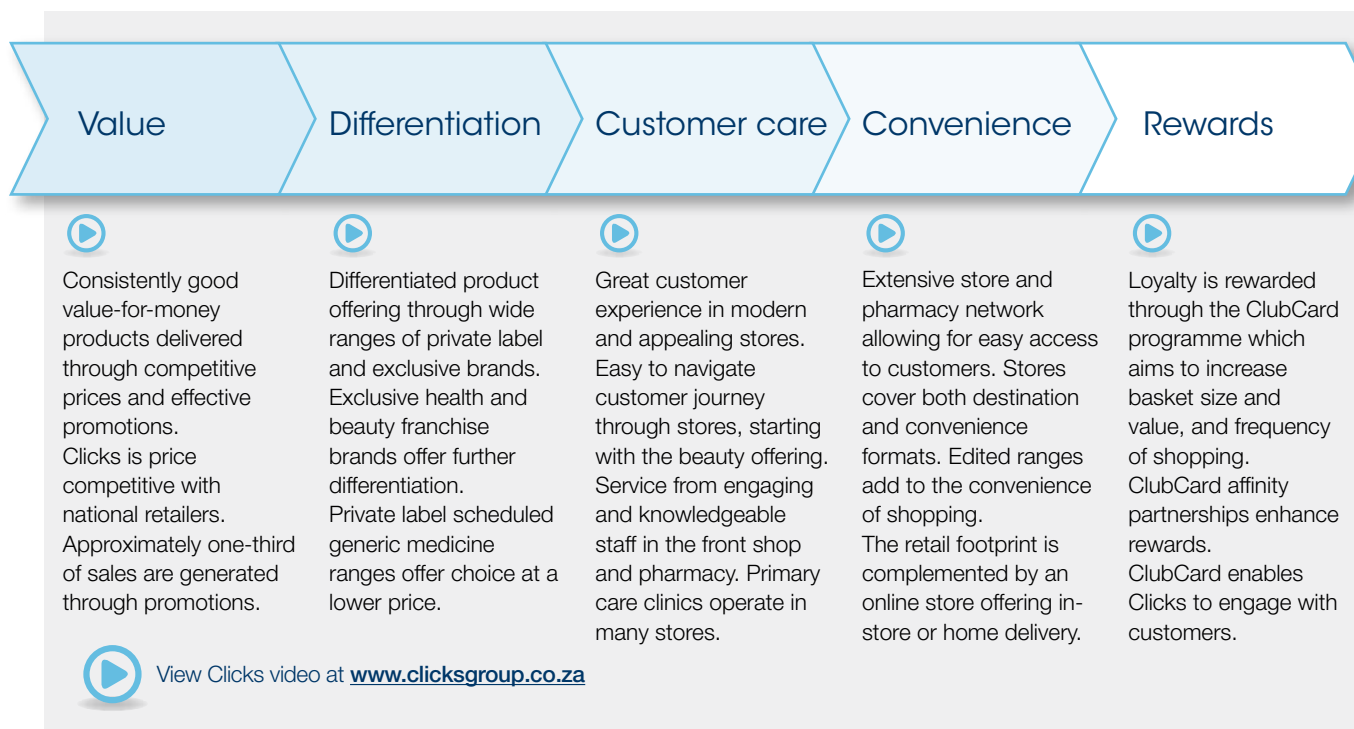 Value
Differentiation
Customer care
Convenience
Rewards
Consistently good
value-for-money
products delivered
through competitive
prices and effective
promotions.
Clicks is price
competitive with
national retailers.
Approximately one-third
of sales are generated
through promotions.
Differentiated product
offering through wide
ranges of private label
and exclusive brands.
Exclusive health and
beauty franchise
brands offer further
differentiation.
Private label scheduled
generic medicine
ranges offer choice at a
lower price.
Great customer
experience in modern
and appealing stores.
Easy to navigate
customer journey
through stores, starting
with the beauty offering.
Service from engaging
and knowledgeable
staff in the front shop
and pharmacy. Primary
care clinics operate in
many stores.
Extensive store and
pharmacy network
allowing for easy access
to customers. Stores
cover both destination
and convenience
formats. Edited ranges
add to the convenience
of shopping.
The retail footprint is
complemented by an
online store offering in-
store or home delivery.
Loyalty is rewarded
through the ClubCard
programme which
aims to increase
basket size and
value, and frequency
of shopping.
ClubCard affinity
partnerships enhance
rewards.
ClubCard enables
Clicks to engage with
customers.
View Clicks video at www.clicksgroup.co.za